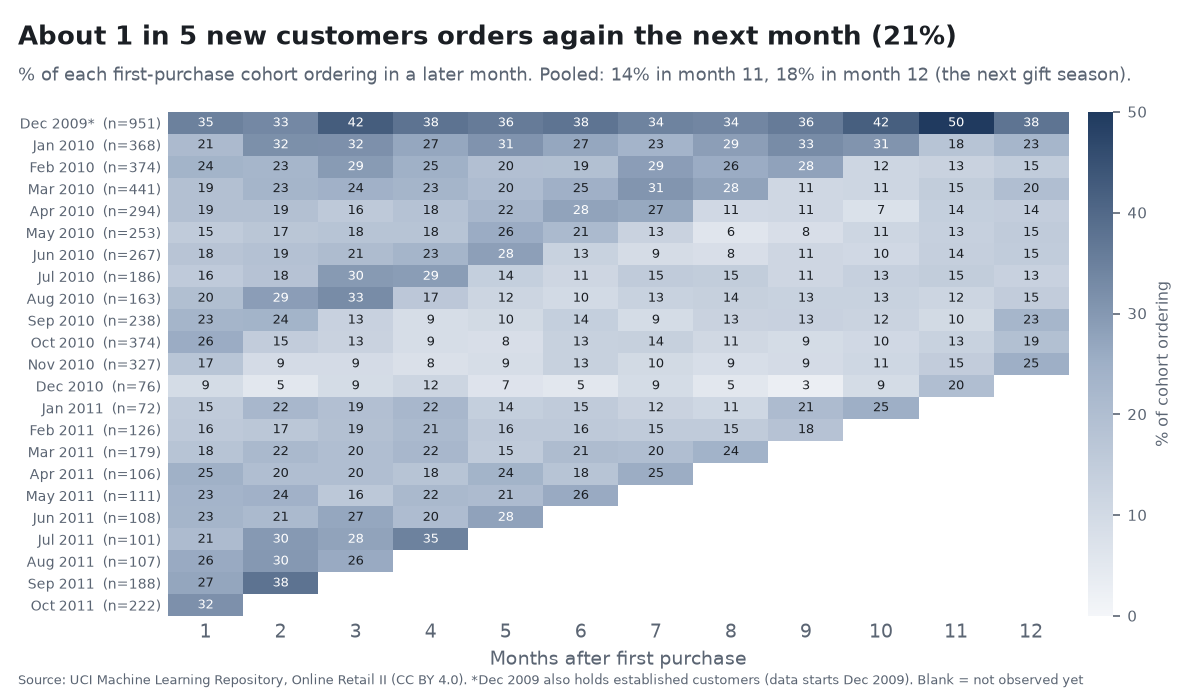 About 1 in 5 new customers orders again the next month (21%)
% of each first-purchase cohort ordering in a later month. Pooled: 14% in month 11, 18% in month 12 (the next gift season).
Dec 2009* (n=951) 35 33 42 38 36 38 34 34 36 42 50 38
Jan 2010 (n=368) 21 32 32 27 31 27 23 29 33 31 18 23
Feb 2010 (n=374) 24 23 29 25 20 19 29 26 28 12 13 15
Mar 2010 (n=441) 19 23 24 23 20 25 31 28 11 11 15 20
Apr 2010 (n=294) 19 19 16 18 22 28 27 11 11 7 14 14
May 2010 (n=253) 15 17 18 18 26 21 13 6 8 11 13 15
Jun 2010 (n=267) 18 19 21 23 28 13 9 8 11 10 14 15
Jul 2010 (n=186) 16 18 30 29 14 11 15 15 11 13 15 13
Aug 2010 (n=163) 20 29 33 17 12 10 13 14 13 13 12 15
Sep 2010 (n=238) 23 24 13 9 10 14 9 13 13 12 10 23
Oct 2010 (n=374) 26 15 13 9 8 13 14 11 9 10 13 19
Nov 2010 (n=327) 17 9 9 8 9 13 10 9 9 11 15 25
Dec 2010 (n=76) 9 5 9 12 7 5 9 5 3 9 20
Jan 2011 (n=72) 15 22 19 22 14 15 12 11 21 25
Feb 2011 (n=126) 16 17 19 21 16 16 15 15 18
Mar 2011 (n=179) 18 22 20 22 15 21 20 24
Apr 2011 (n=106) 25 20 20 18 24 18 25
May 2011 (n=111) 23 24 16 22 21 26
Jun 2011 (n=108) 23 21 27 20 28
Jul 2011 (n=101) 21 30 28 35
Aug 2011 (n=107) 26 30 26
Sep 2011 (n=188) 27 38
Oct 2011 (n=222) 32
1 2 3 4 5 6 7 8 9 10 11 12
Months after first purchase
50
40
30
20
10
0
% of cohort ordering
Source: UCI Machine Learning Repository, Online Retail II (CC BY 4.0). *Dec 2009 also holds established customers (data starts Dec 2009). Blank = not observed yet